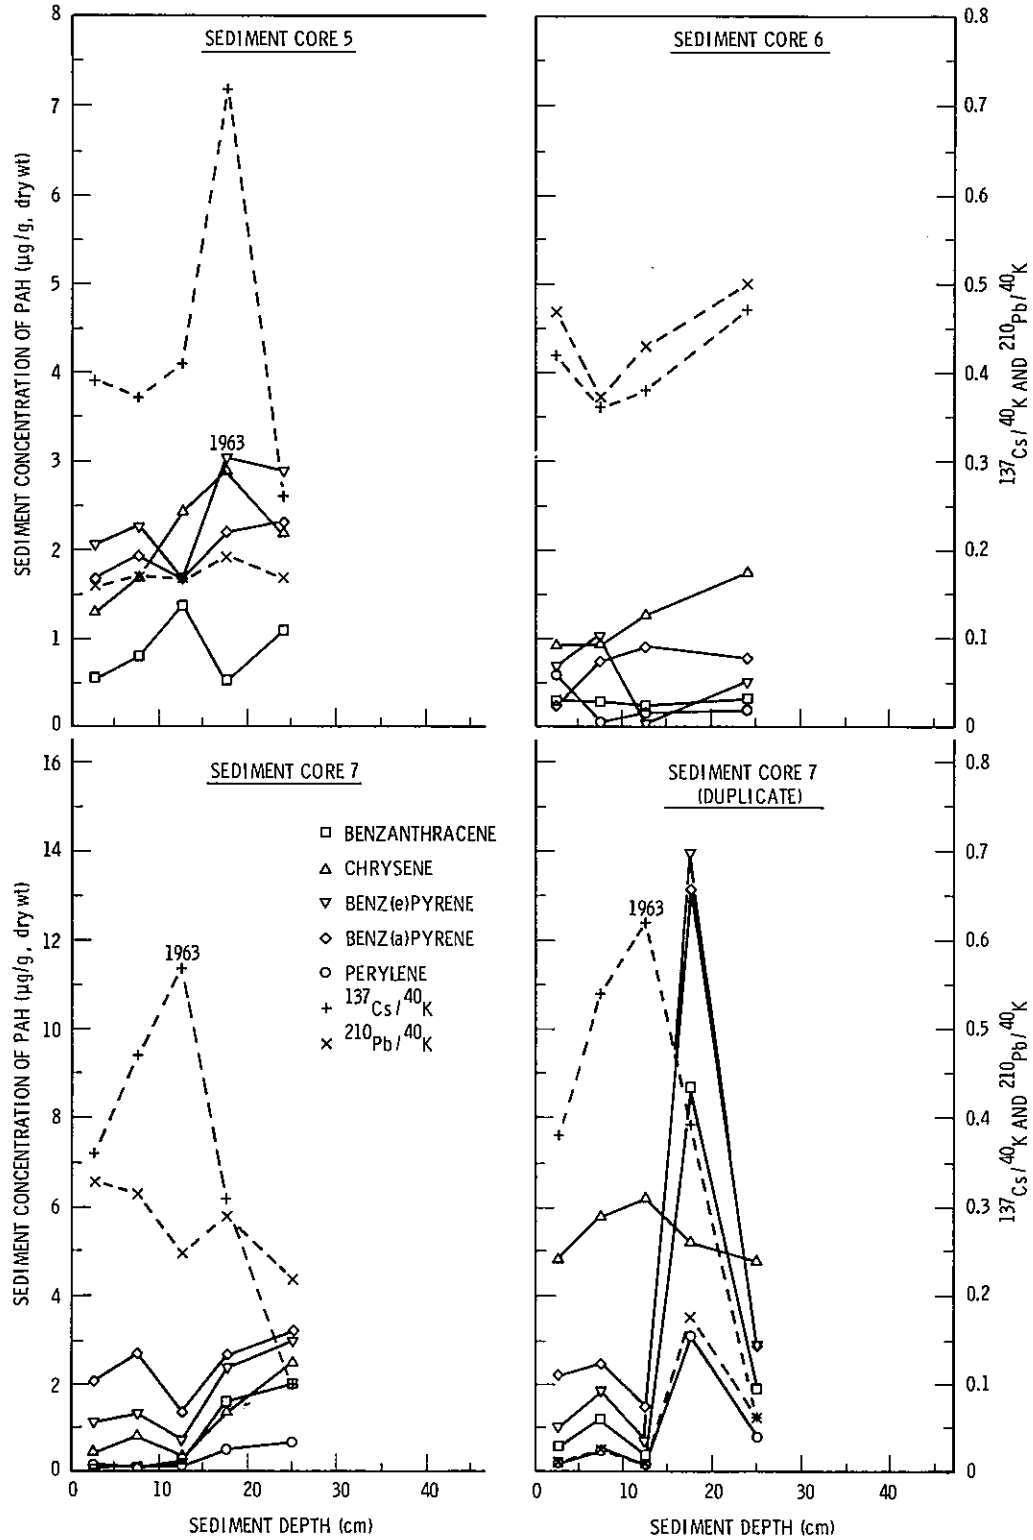 SEDIMENT CORE 5
8
7
6
5
4
3
2
1
0
SEDIMENT CONCENTRATION OF PAH (µg/g, dry wt)
1963
SEDIMENT CORE 6
0.8
0.7
0.6
0.5
0.4
0.3
0.2
0.1
0
137Cs/40K AND 210Pb/40K
SEDIMENT CORE 7
16
14
12
10
8
6
4
2
0
SEDIMENT CONCENTRATION OF PAH (µg/g, dry wt)
1963
BENZANTHRACENE
CHRYSENE
BENZ(e)PYRENE
BENZ(a)PYRENE
PERYLENE
137Cs/40K
210Pb/40K
0 10 20 30 40
SEDIMENT DEPTH (cm)
SEDIMENT CORE 7
(DUPLICATE)
1963
0.8
0.7
0.6
0.5
0.4
0.3
0.2
0.1
0
137Cs/40K AND 210Pb/40K
0 10 20 30 40
SEDIMENT DEPTH (cm)